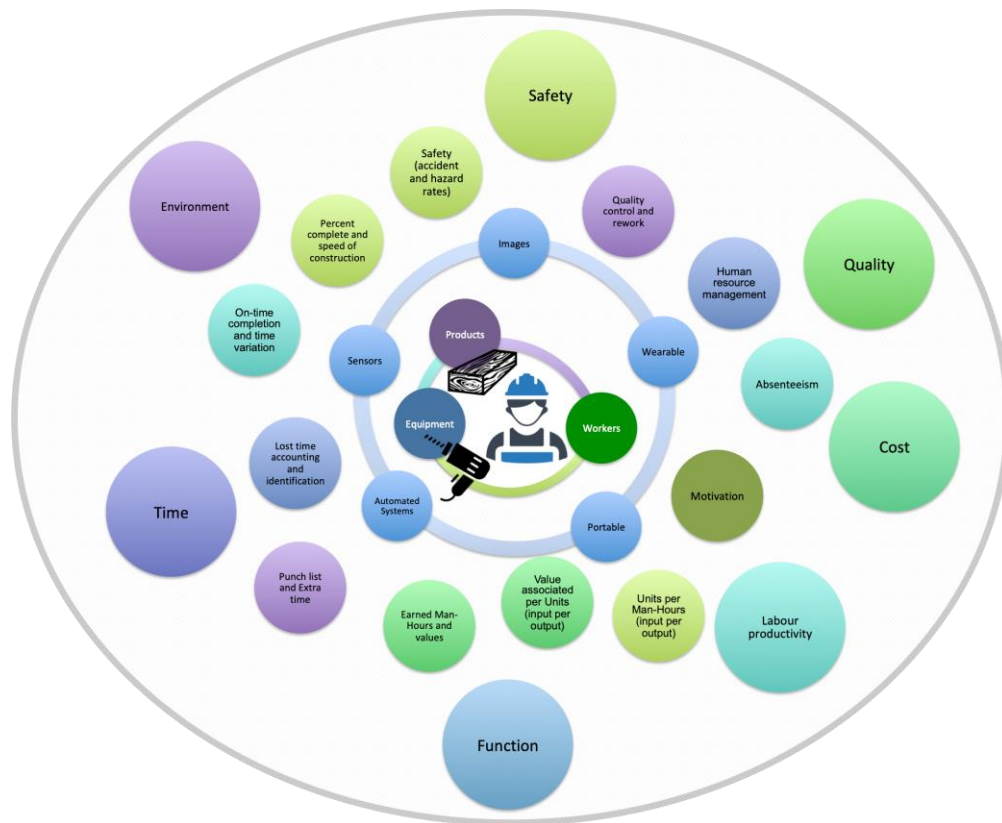 Safety
Safety
(accident
and hazard
rates)
Environment
Quality
control and
rework
Percent
complete and
speed of
construction
Images
Quality
Human
resource
management
On-time
completion
and time
variation
Products
Sensors
Wearable
Absenteeism
Equipment
Workers
Cost
Lost time
accounting
and
identification
Motivation
Time
Automated
Systems
Portable
Punch list
and Extra
time
Value
associated
per Units
(input per
output)
Earned Man-
Hours and
values
Units per
Man-Hours
(input per
output)
Labour
productivity
Function